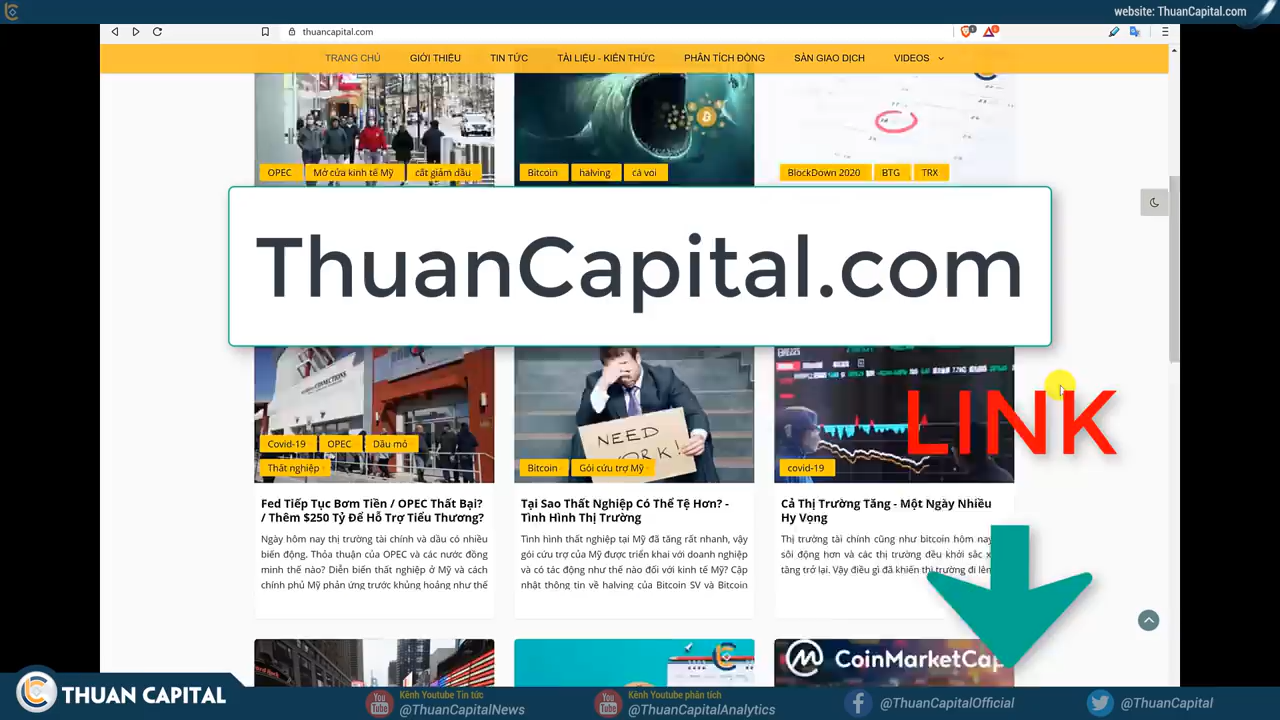 website: ThuanCapital.com
thuancapital.com
TRANG CHỦ
GIỚI THIỆU
TIN TỨC
TÀI LIỆU - KIẾN THỨC
PHÂN TÍCH ĐỘNG
SÀN GIAO DỊCH
VIDEOS
OPEC
Mở cửa kinh tế Mỹ
cắt giảm dầu
Bitcoin
halving
cá voi
BlockDown 2020
BTG
TRX
ThuanCapital.com
LINK
NEED
WORK!
Covid-19
OPEC
Dầu mỏ
Thất nghiệp
Bitcoin
Gói cứu trợ Mỹ
covid-19
Fed Tiếp Tục Bơm Tiền / OPEC Thất Bại?
/ Thêm $250 Tỷ Để Hỗ Trợ Tiểu Thương?
Ngày hôm nay thị trường tài chính và dầu có nhiều
biến động. Thỏa thuận của OPEC và các nước đồng
minh thế nào? Diễn biến thất nghiệp ở Mỹ và cách
chính phủ Mỹ phản ứng trước khủng hoảng như thế
Tại Sao Thất Nghiệp Có Thể Tệ Hơn? -
Tình Hình Thị Trường
Tình hình thất nghiệp tại Mỹ đã tăng rất nhanh, vậy
gói cứu trợ của Mỹ được triển khai với doanh nghiệp
và có tác động như thế nào đối với kinh tế Mỹ? Cập
nhật thông tin về halving của Bitcoin SV và Bitcoin
Cả Thị Trường Tăng - Một Ngày Nhiều
Hy Vọng
Thị trường tài chính cũng như bitcoin hôm nay
sôi động hơn và các thị trường đều khởi sắc
tăng trở lại. Vậy điều gì đã khiến thị trường đi lên
CoinMarketCap
THUAN CAPITAL
Kênh Youtube Tin tức
@ThuanCapitalNews
Kênh Youtube phân tích
@ThuanCapitalAnalytics
@ThuanCapitalOfficial
@ThuanCapital